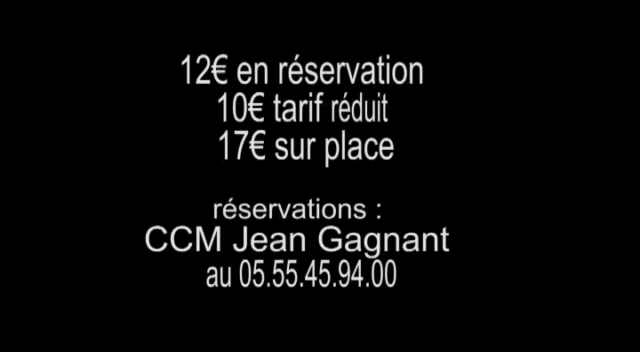 12€ en réservation
10€ tarif réduit
17€ sur place
réservations :
CCM Jean Gagnant
au 05.55.45.94.00